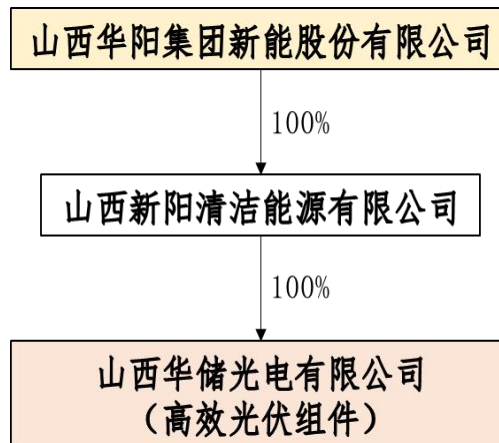 山西华阳集团新能股份有限公司
100%
山西新阳清洁能源有限公司
100%
山西华储光电有限公司
（高效光伏组件）